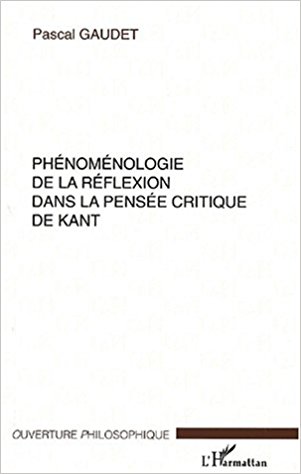 Pascal GAUDET
PHÉNOMÉNOLOGIE
DE LA RÉFLEXION
DANS LA PENSÉE CRITIQUE
DE KANT
OUVERTURE PHILOSOPHIQUE
L'Harmattan